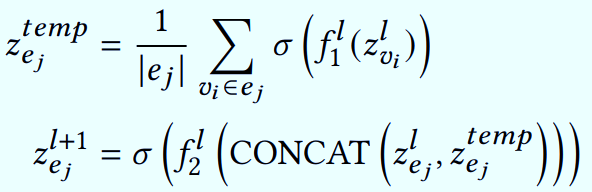 $z_{e_j}^{temp} = \frac{1}{|e_j|} \sum_{v_i \in e_j} \sigma \left( f_1^l (z_{v_i}^l) \right)$
$z_{e_j}^{l+1} = \sigma \left( f_2^l \left( \text{CONCAT} \left( z_{e_j}^l, z_{e_j}^{temp} \right) \right) \right)$